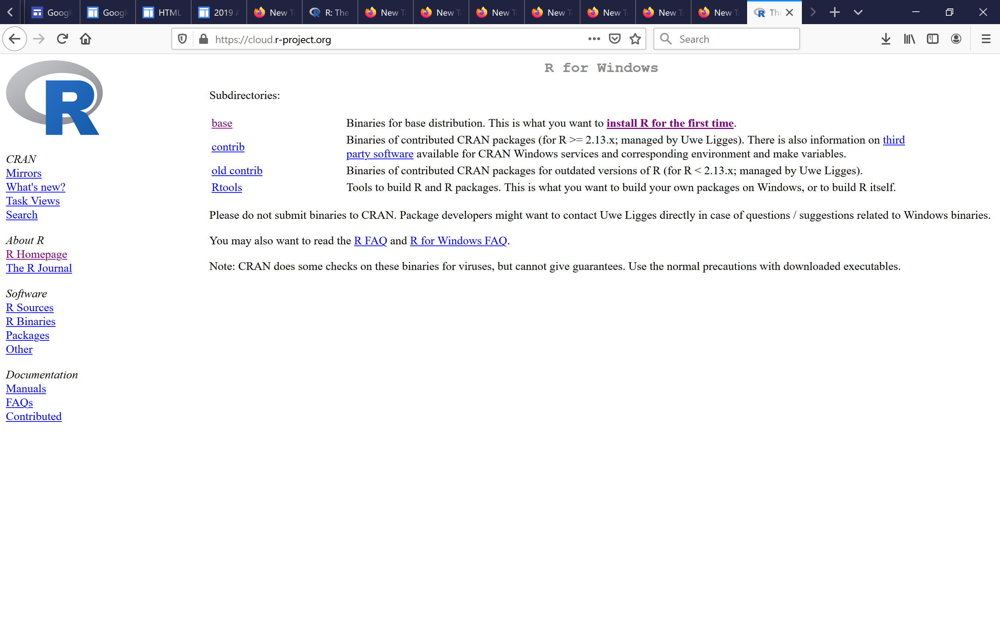 Googl
Googl
HTML
2019 A
New Ta
R: The
New Ta
New Ta
New Ta
New Ta
New Ta
New Ta
New Ta
The
https://cloud.r-project.org
Search
R
CRAN
Mirrors
What's new?
Task Views
Search
About R
R Homepage
The R Journal
Software
R Sources
R Binaries
Packages
Other
Documentation
Manuals
FAQs
Contributed
R for Windows
Subdirectories:
base Binaries for base distribution. This is what you want to install R for the first time.
contrib Binaries of contributed CRAN packages (for R >= 2.13.x; managed by Uwe Ligges). There is also information on third
party software available for CRAN Windows services and corresponding environment and make variables.
old contrib Binaries of contributed CRAN packages for outdated versions of R (for R < 2.13.x; managed by Uwe Ligges).
Rtools Tools to build R and R packages. This is what you want to build your own packages on Windows, or to build R itself.
Please do not submit binaries to CRAN. Package developers might want to contact Uwe Ligges directly in case of questions / suggestions related to Windows binaries.
You may also want to read the R FAQ and R for Windows FAQ.
Note: CRAN does some checks on these binaries for viruses, but cannot give guarantees. Use the normal precautions with downloaded executables.